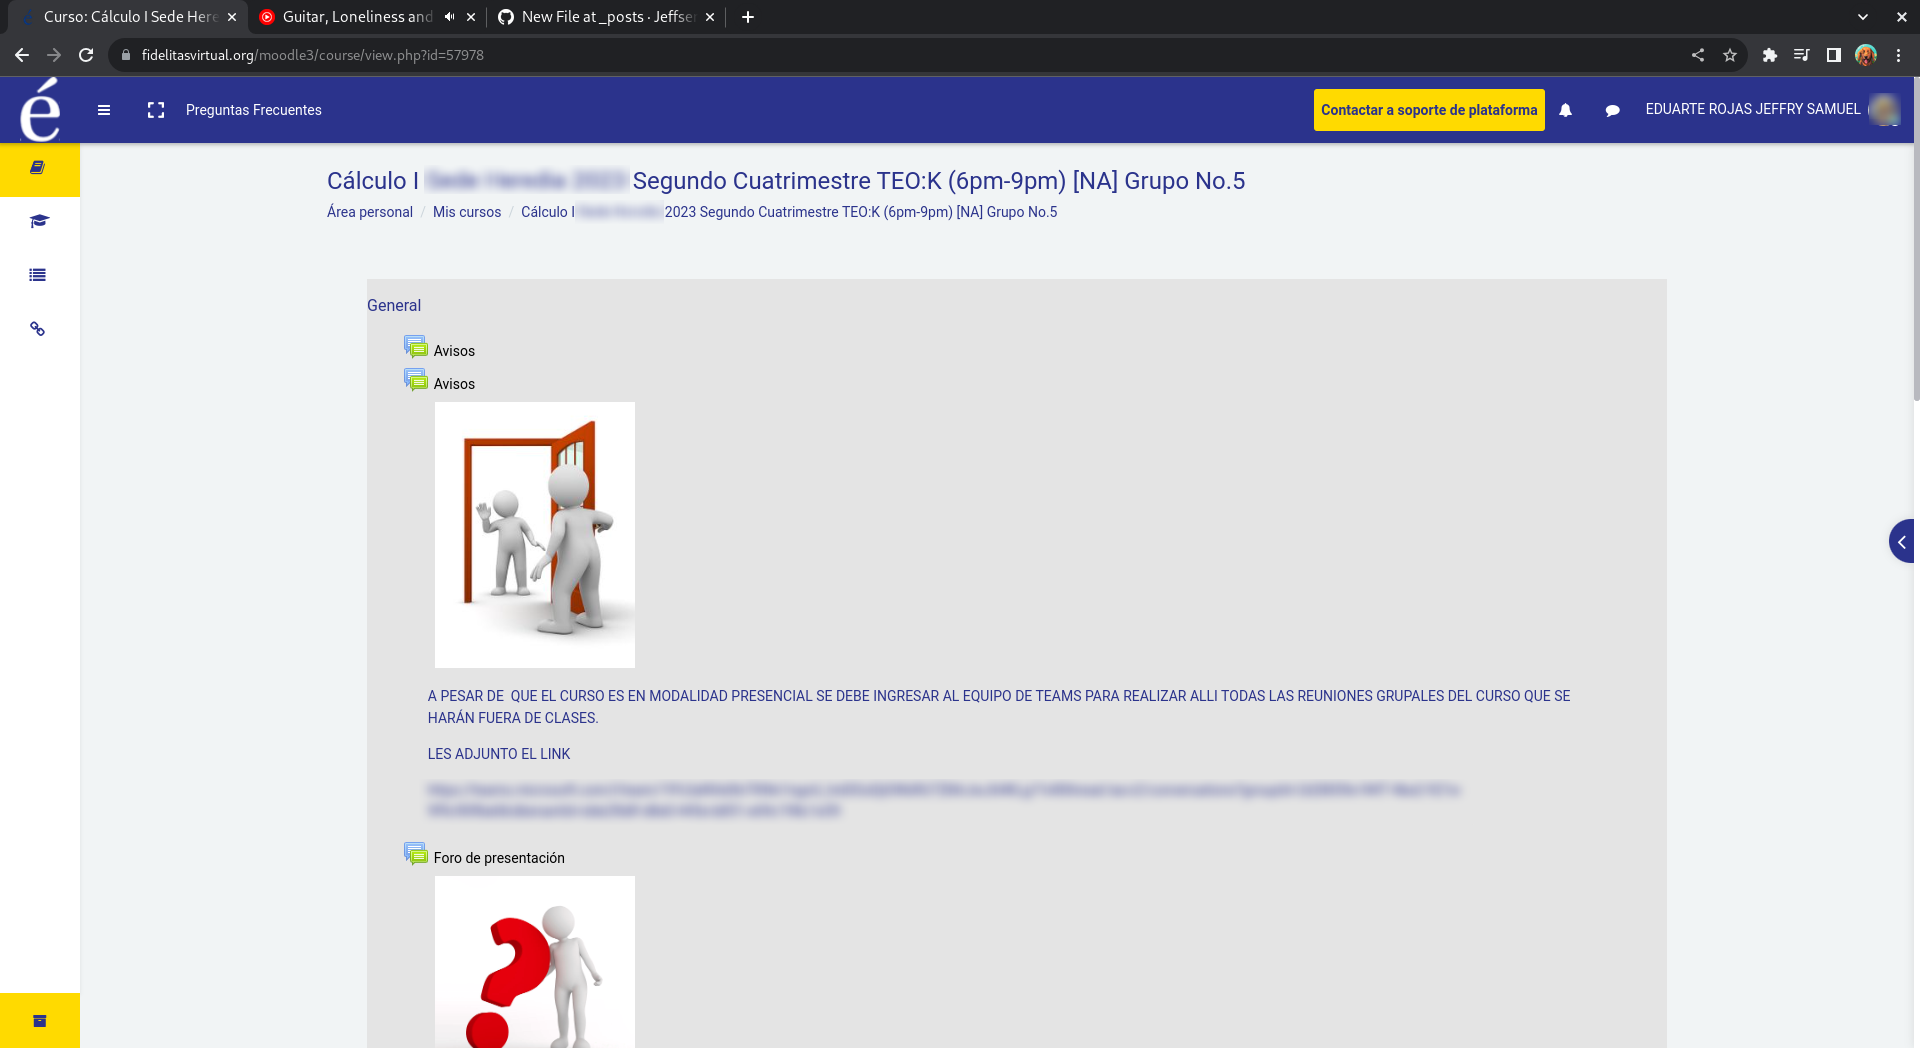 Curso: Cálculo I Sede Here
Guitar, Loneliness and
New File at _posts · Jeffser
fidelitasvirtual.org/moodle3/course/view.php?id=57978
é
Preguntas Frecuentes
Contactar a soporte de plataforma
EDUARTE ROJAS JEFFRY SAMUEL
Cálculo I Segundo Cuatrimestre TEO:K (6pm-9pm) [NA] Grupo No.5
Área personal / Mis cursos / Cálculo I 2023 Segundo Cuatrimestre TEO:K (6pm-9pm) [NA] Grupo No.5
General
Avisos
Avisos
A PESAR DE QUE EL CURSO ES EN MODALIDAD PRESENCIAL SE DEBE INGRESAR AL EQUIPO DE TEAMS PARA REALIZAR ALLI TODAS LAS REUNIONES GRUPALES DEL CURSO QUE SE
HARÁN FUERA DE CLASES.
LES ADJUNTO EL LINK
Foro de presentación